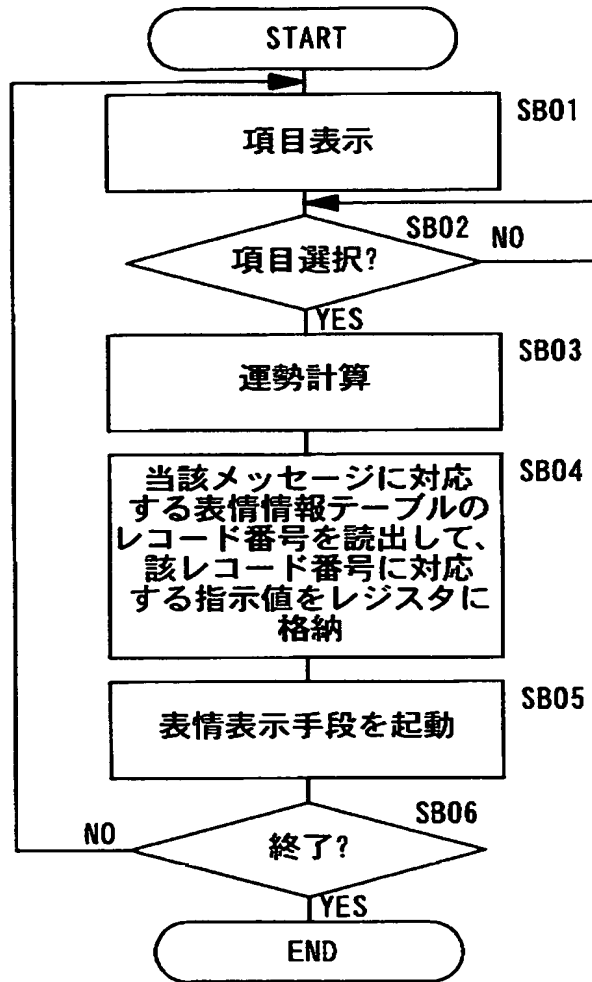 START
SB01
項目表示
SB02
項目選択?
NO
YES
SB03
運勢計算
SB04
当該メッセージに対応
する表情情報テーブルの
レコード番号を読出して、
該レコード番号に対応
する指示値をレジスタに
格納
SB05
表情表示手段を起動
SB06
NO
終了?
YES
END